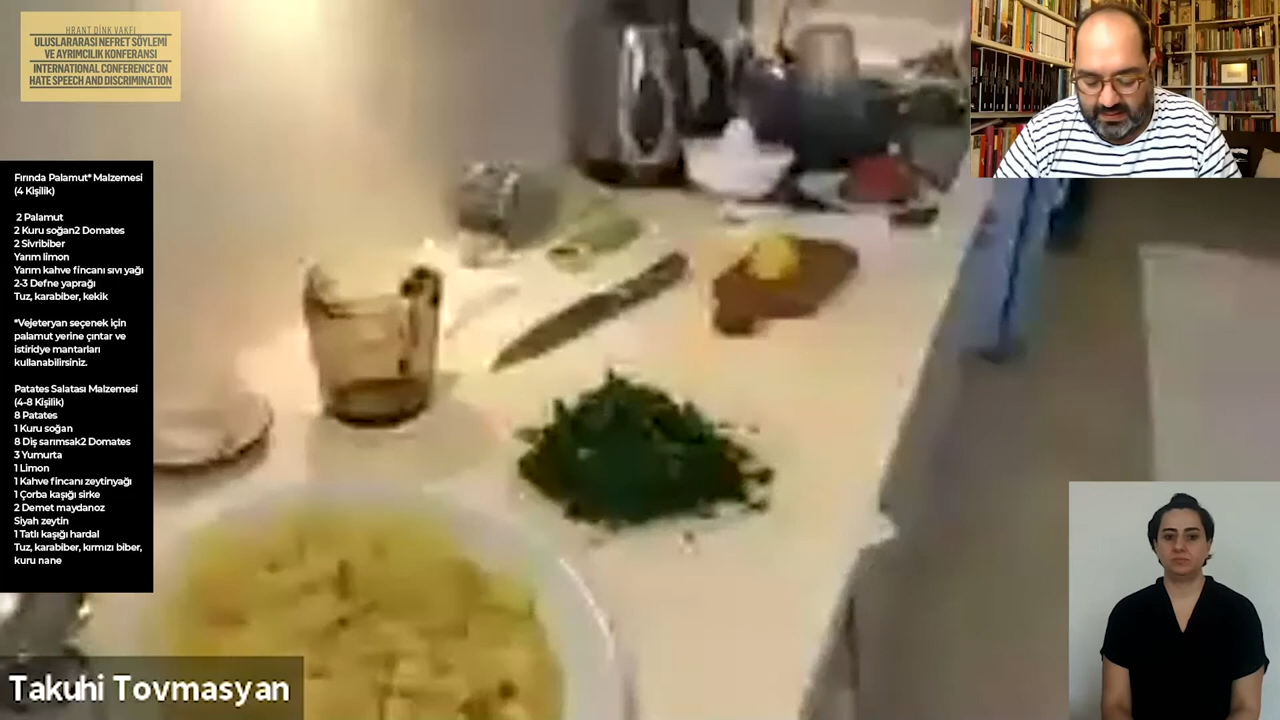 HRANT DİNK VAKFI
ULUSLARARASI NEFRET SÖYLEMİ
VE AYRIMCILIK KONFERANSI
INTERNATIONAL CONFERENCE ON
HATE SPEECH AND DISCRIMINATION
Fırında Palamut* Malzemesi
(4 Kişilik)
2 Palamut
2 Kuru soğan2 Domates
2 Sivribiber
Yarım limon
Yarım kahve fincanı sıvı yağı
2-3 Defne yaprağı
Tuz, karabiber, kekik
*Vejeteryan seçenek için
palamut yerine çıntar ve
istiridye mantarları
kullanabilirsiniz.
Patates Salatası Malzemesi
(4-8 Kişilik)
8 Patates
1 Kuru soğan
8 Diş sarımsak2 Domates
3 Yumurta
1 Limon
1 Kahve fincanı zeytinyağı
1 Çorba kaşığı sirke
2 Demet maydanoz
Siyah zeytin
1 Tatlı kaşığı hardal
Tuz, karabiber, kırmızı biber,
kuru nane
Takuhi Tovmasyan